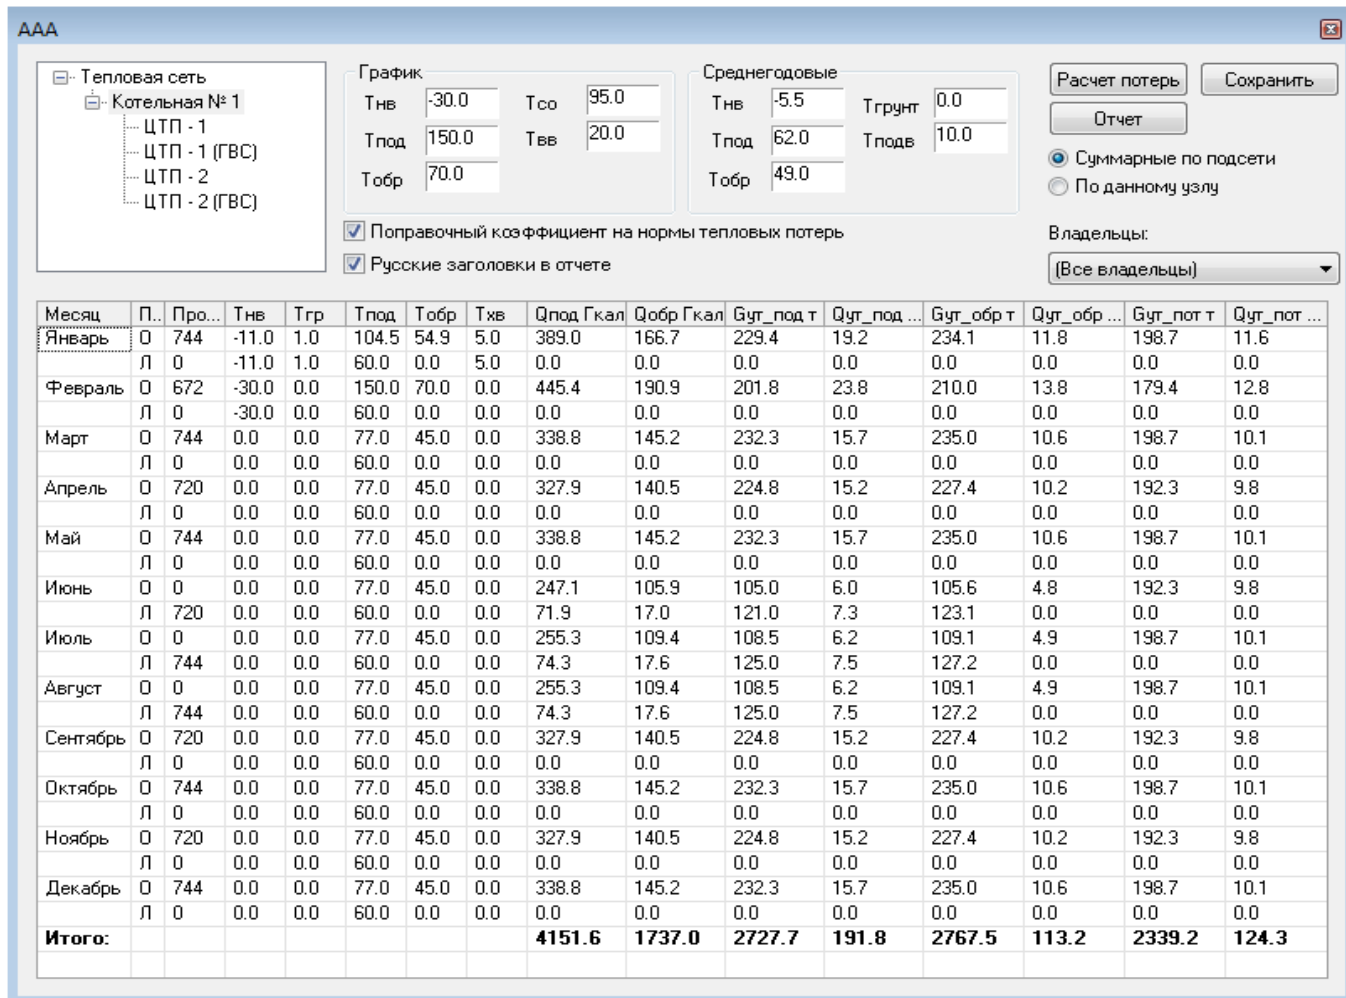 AAA
Тепловая сеть
Котельная № 1
ЦТП - 1
ЦТП - 1 (ГВС)
ЦТП - 2
ЦТП - 2 (ГВС)
График
Тнв -30.0 Тсо 95.0
Тпод 150.0 Твв 20.0
Тобр 70.0
Среднегодовые
Тнв -5.5 Тгрунт 0.0
Тпод 62.0 Тподв 10.0
Тобр 49.0
Расчет потерь Сохранить
Отчет
Суммарные по подсети
По данному узлу
Поправочный коэффициент на нормы тепловых потерь
Русские заголовки в отчете
Владельцы:
(Все владельцы)
Месяц П.. Про... Тнв Тгр Тпод Тобр Тхв Qпод Гкал Qобр Гкал Gут_под т Qут_под ... Gут_обр т Qут_обр ... Gут_пот т Qут_пот ...
Январь О 744 -11.0 1.0 104.5 54.9 5.0 389.0 166.7 229.4 19.2 234.1 11.8 198.7 11.6
Л 0 -11.0 1.0 60.0 0.0 5.0 0.0 0.0 0.0 0.0 0.0 0.0 0.0 0.0
Февраль О 672 -30.0 0.0 150.0 70.0 0.0 445.4 190.9 201.8 23.8 210.0 13.8 179.4 12.8
Л 0 -30.0 0.0 60.0 0.0 0.0 0.0 0.0 0.0 0.0 0.0 0.0 0.0 0.0
Март О 744 0.0 0.0 77.0 45.0 0.0 338.8 145.2 232.3 15.7 235.0 10.6 198.7 10.1
Л 0 0.0 0.0 60.0 0.0 0.0 0.0 0.0 0.0 0.0 0.0 0.0 0.0 0.0
Апрель О 720 0.0 0.0 77.0 45.0 0.0 327.9 140.5 224.8 15.2 227.4 10.2 192.3 9.8
Л 0 0.0 0.0 60.0 0.0 0.0 0.0 0.0 0.0 0.0 0.0 0.0 0.0 0.0
Май О 744 0.0 0.0 77.0 45.0 0.0 338.8 145.2 232.3 15.7 235.0 10.6 198.7 10.1
Л 0 0.0 0.0 60.0 0.0 0.0 0.0 0.0 0.0 0.0 0.0 0.0 0.0 0.0
Июнь О 0 0.0 0.0 77.0 45.0 0.0 247.1 105.9 105.0 6.0 105.6 4.8 192.3 9.8
Л 720 0.0 0.0 60.0 0.0 0.0 71.9 17.0 121.0 7.3 123.1 0.0 0.0 0.0
Июль О 0 0.0 0.0 77.0 45.0 0.0 255.3 109.4 108.5 6.2 109.1 4.9 198.7 10.1
Л 744 0.0 0.0 60.0 0.0 0.0 74.3 17.6 125.0 7.5 127.2 0.0 0.0 0.0
Август О 0 0.0 0.0 77.0 45.0 0.0 255.3 109.4 108.5 6.2 109.1 4.9 198.7 10.1
Л 744 0.0 0.0 60.0 0.0 0.0 74.3 17.6 125.0 7.5 127.2 0.0 0.0 0.0
Сентябрь О 720 0.0 0.0 77.0 45.0 0.0 327.9 140.5 224.8 15.2 227.4 10.2 192.3 9.8
Л 0 0.0 0.0 60.0 0.0 0.0 0.0 0.0 0.0 0.0 0.0 0.0 0.0 0.0
Октябрь О 744 0.0 0.0 77.0 45.0 0.0 338.8 145.2 232.3 15.7 235.0 10.6 198.7 10.1
Л 0 0.0 0.0 60.0 0.0 0.0 0.0 0.0 0.0 0.0 0.0 0.0 0.0 0.0
Ноябрь О 720 0.0 0.0 77.0 45.0 0.0 327.9 140.5 224.8 15.2 227.4 10.2 192.3 9.8
Л 0 0.0 0.0 60.0 0.0 0.0 0.0 0.0 0.0 0.0 0.0 0.0 0.0 0.0
Декабрь О 744 0.0 0.0 77.0 45.0 0.0 338.8 145.2 232.3 15.7 235.0 10.6 198.7 10.1
Л 0 0.0 0.0 60.0 0.0 0.0 0.0 0.0 0.0 0.0 0.0 0.0 0.0 0.0
Итого: 4151.6 1737.0 2727.7 191.8 2767.5 113.2 2339.2 124.3